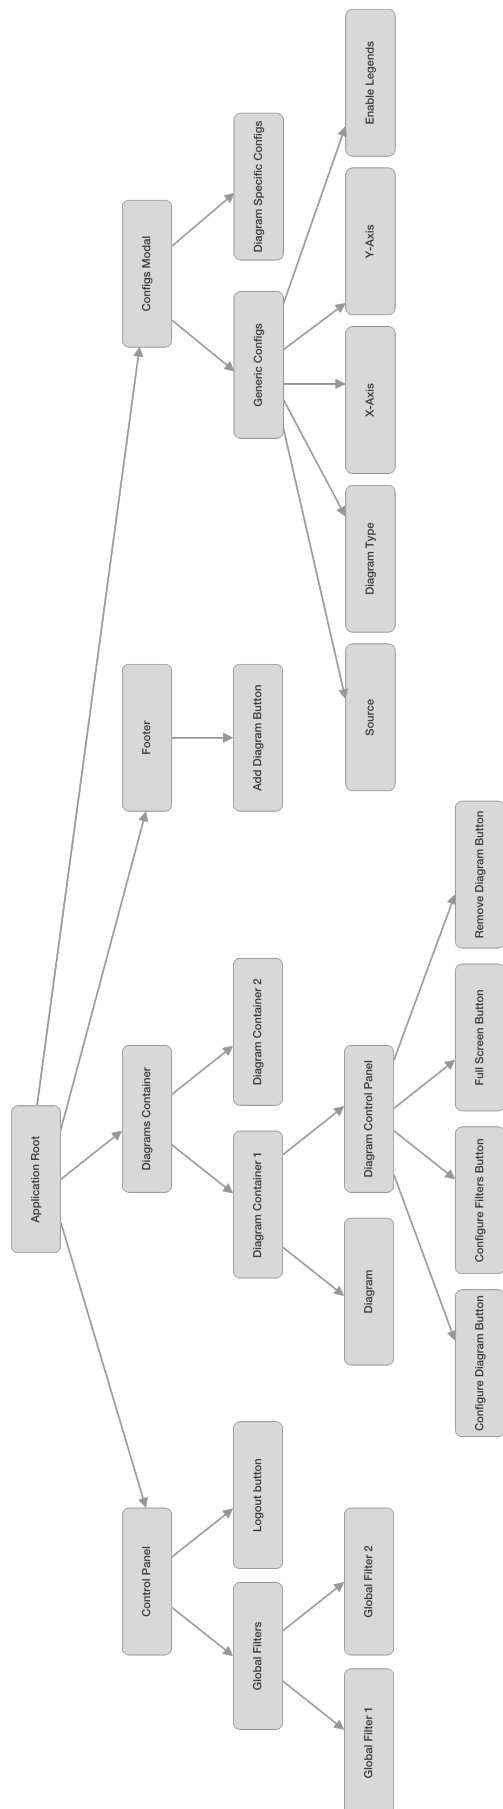 Application Root
Control Panel
Diagrams Container
Footer
Configs Modal
Global Filters
Logout button
Diagram Container 1
Diagram Container 2
Add Diagram Button
Generic Configs
Diagram Specific Configs
Global Filter 1
Global Filter 2
Diagram
Diagram Control Panel
Source
Diagram Type
X-Axis
Y-Axis
Enable Legends
Configure Diagram Button
Configure Filters Button
Full Screen Button
Remove Diagram Button